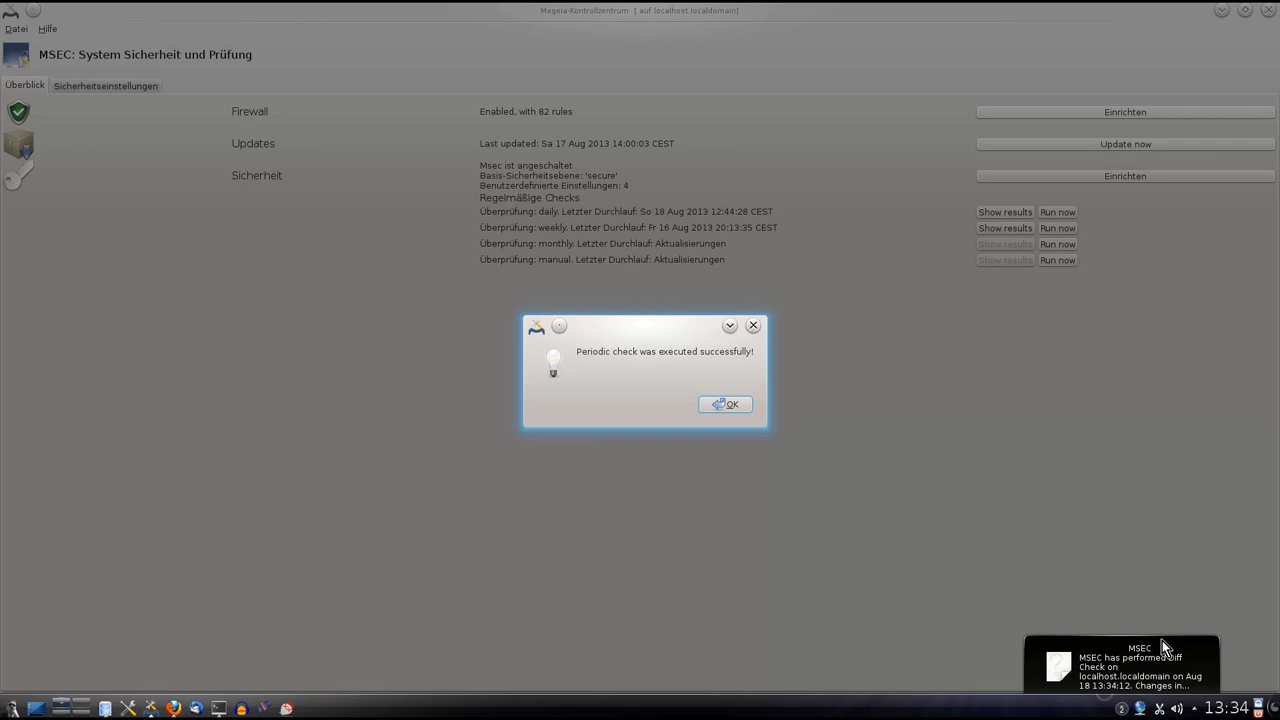 Mageia-Kontrollzentrum [ auf localhost.localdomain]
Datei Hilfe
MSEC: System Sicherheit und Prüfung
Überblick Sicherheitseinstellungen
Firewall Enabled, with 82 rules Einrichten
Updates Last updated: Sa 17 Aug 2013 14:00:03 CEST Update now
Msec ist angeschaltet
Sicherheit Basis-Sicherheitsebene: 'secure' Einrichten
Benutzerdefinierte Einstellungen: 4
Regelmäßige Checks
Überprüfung: daily. Letzter Durchlauf: So 18 Aug 2013 12:44:28 CEST Show results Run now
Überprüfung: weekly. Letzter Durchlauf: Fr 16 Aug 2013 20:13:35 CEST Show results Run now
Überprüfung: monthly. Letzter Durchlauf: Aktualisierungen Show results Run now
Überprüfung: manual. Letzter Durchlauf: Aktualisierungen Show results Run now
Periodic check was executed successfully!
OK
MSEC
MSEC has performed Diff
Check on
localhost.localdomain on Aug
18 13:34:12. Changes in...
2 13:34